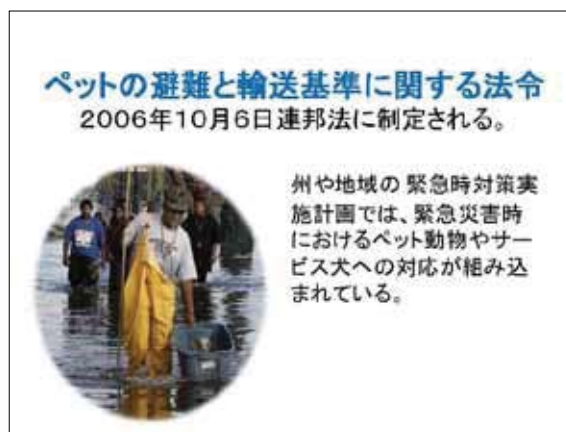 ペットの避難と輸送基準に関する法令
2006年10月6日連邦法に制定される。
州や地域の 緊急時対策実
施計画では、緊急災害時
におけるペット動物やサー
ビス犬への対応が組み込
まれている。